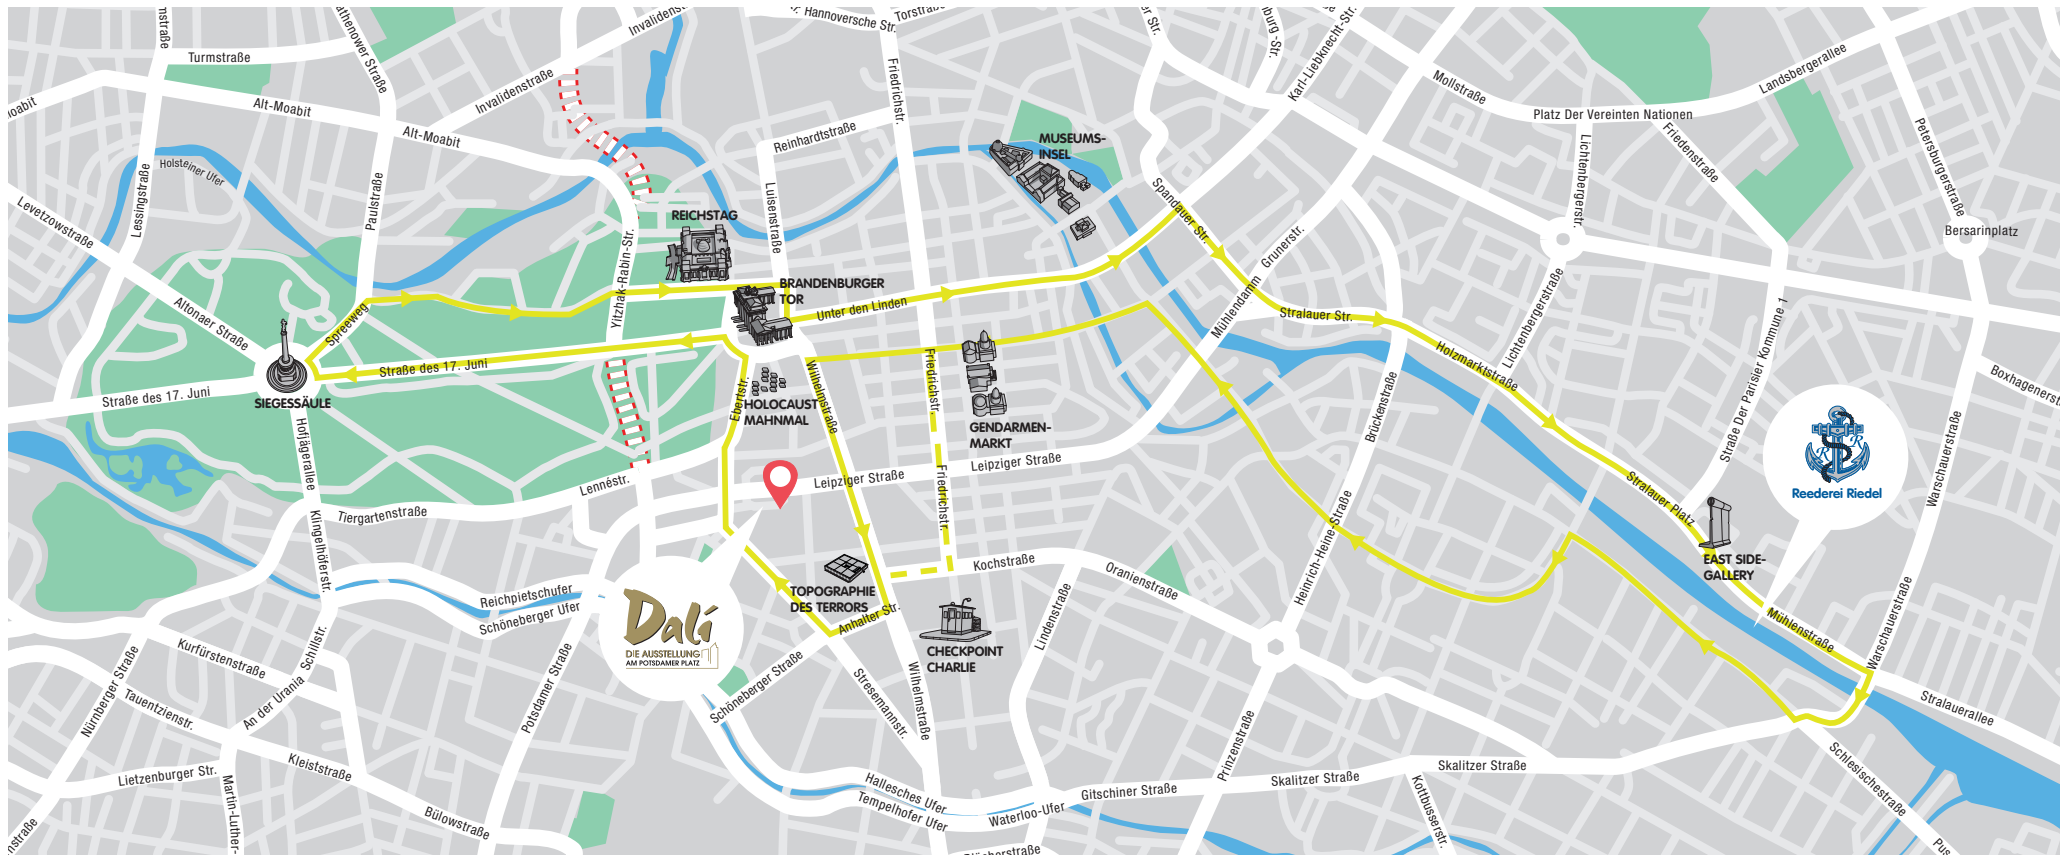 Hannoversche Str.
Invalidenstraße
Turmstraße
Alt-Moabit
Alt-Moabit
Friedrichstr.
Karl-Liebknecht-Str.
Mollstraße
Landsbergerallee
Platz Der Vereinten Nationen
Reinhardtstraße
MUSEUMS-
INSEL
Lichtenbergerstr.
Friedenstraße
Petersburgerstraße
Bersarinplatz
Holsteiner Ufer
Lessingstraße
Paulstraße
Levetzowstraße
Luisenstraße
REICHSTAG
Spandauer Str.
Grunerstr.
Mühlendamm
Yitzhak-Rabin-Str.
BRANDENBURGER
TOR
Unter den Linden
Altonaer Straße
Spreeweg
Stralauer Str.
Holzmarktstraße
Lichtenbergerstraße
Straße Der Parisier Kommune 1
Straße des 17. Juni
Straße des 17. Juni
SIEGESSÄULE
Ebertstr.
HOLOCAUST
MAHNMAL
Wilhelmstraße
Friedrichstr.
GENDARMEN-
MARKT
Brückenstraße
Boxhagenerst
Warschauerstraße
Hofjägerallee
Leipziger Straße
Leipziger Straße
Friedrichstr.
Lennéstr.
Tiergartenstraße
Klingelhöferstr.
Heinrich-Heine-Straße
Stralauer Platz
R
R
Reederei Riedel
EAST SIDE-
GALLERY
TOPOGRAPHIE
DES TERRORS
Kochstraße
Oranienstraße
Anhalter Str.
CHECKPOINT
CHARLIE
Lindenstraße
Reichpietschufer
Schöneberger Ufer
Dalí
DIE AUSSTELLUNG
AM POTSDAMER PLATZ
Mühlenstraße
Warschauerstraße
Stralauerallee
Kurfürstenstraße
Nürnberger Straße
Tauentzienstr.
An der Urania
Schillstr.
Potsdamer Straße
Schöneberger Straße
Stresemannstr.
Wilhelmstraße
Prinzenstraße
Lietzenburger Str.
Kleiststraße
Martin-Luther-
Bülowstraße
Hallesches Ufer
Tempelhofer Ufer
Waterloo-Ufer
Gitschiner Straße
Skalitzer Straße
Skalitzer Straße
Kottbusserstr.
Schlesischestraße